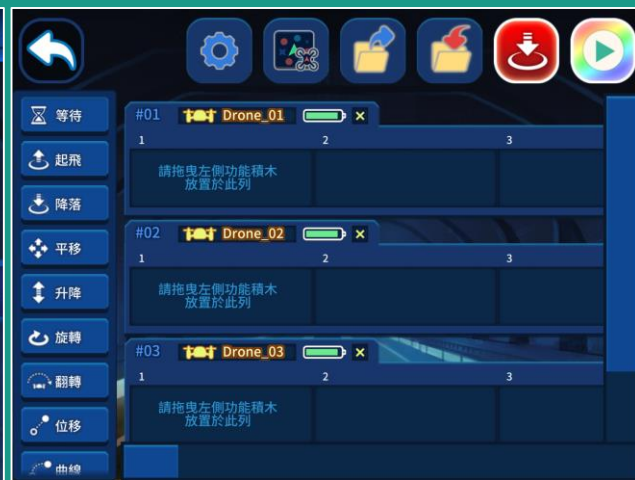 等待
起飛
降落
平移
升降
旋轉
翻轉
位移
曲線
#01 Drone_01 ×
1 2 3
請拖曳左側功能積木
放置於此列
#02 Drone_02 ×
1 2 3
請拖曳左側功能積木
放置於此列
#03 Drone_03 ×
1 2 3
請拖曳左側功能積木
放置於此列